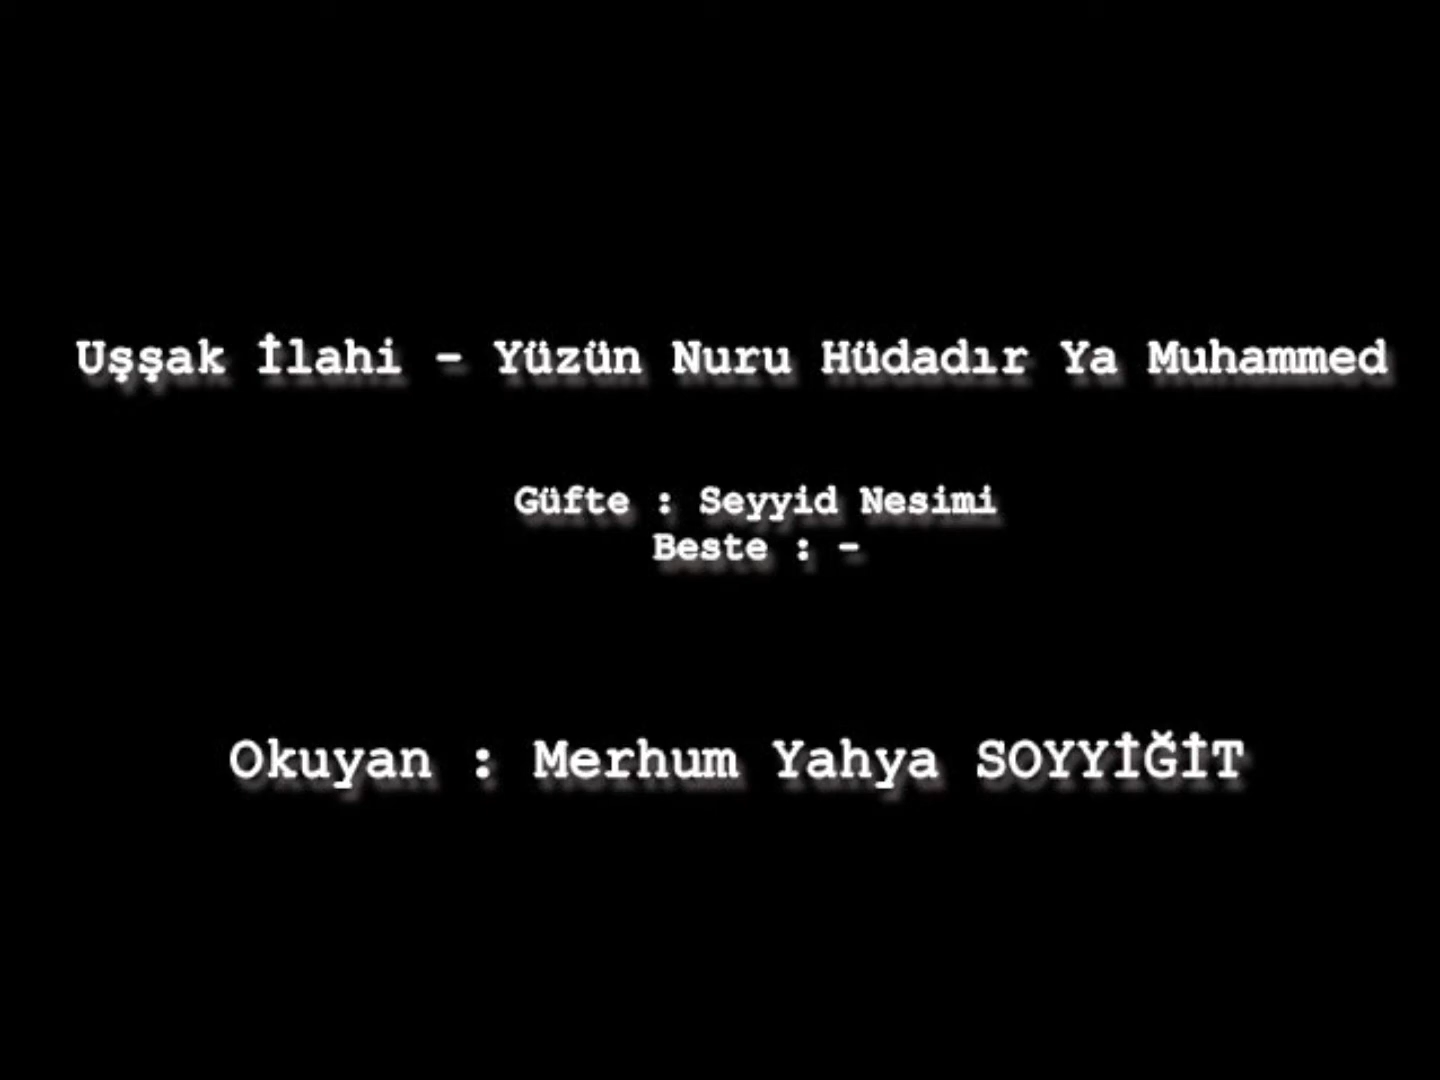 Uşşak İlahi - Yüzün Nuru Hüdadır Ya Muhammed
Güfte : Seyyid Nesimi
Beste : -
Okuyan : Merhum Yahya SOYYİĞİT